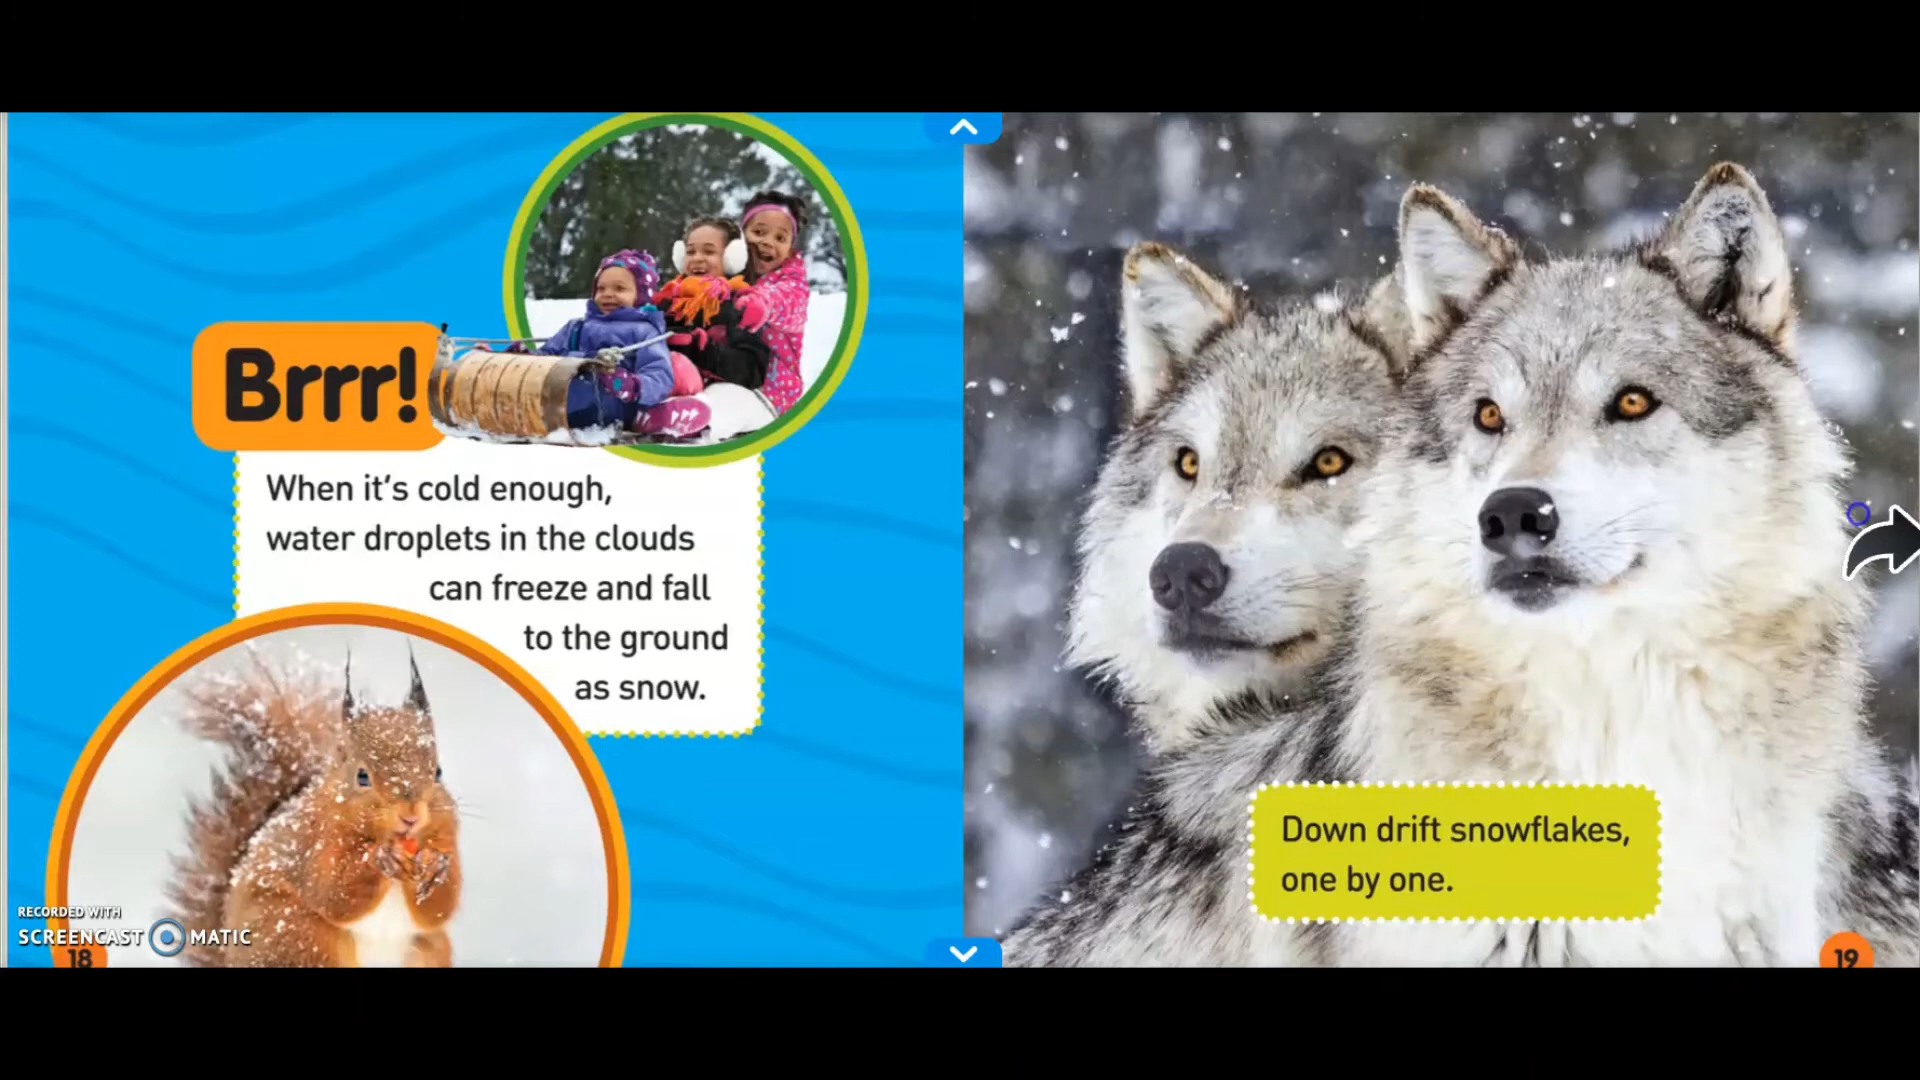 Brrr!
When it's cold enough,
water droplets in the clouds
can freeze and fall
to the ground
as snow.
RECORDED WITH
SCREENCAST MATIC
18
Down drift snowflakes,
one by one.
19